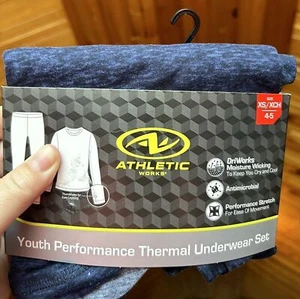 SIZE
XS/XCH
4-5
ATHLETIC
WORKS®
DriWorks
Moisture Wicking
To Keep You Dry and Cool
Antimicrobial
Performance Stretch
For Ease Of Movement
Youth Performance Thermal Underwear Set